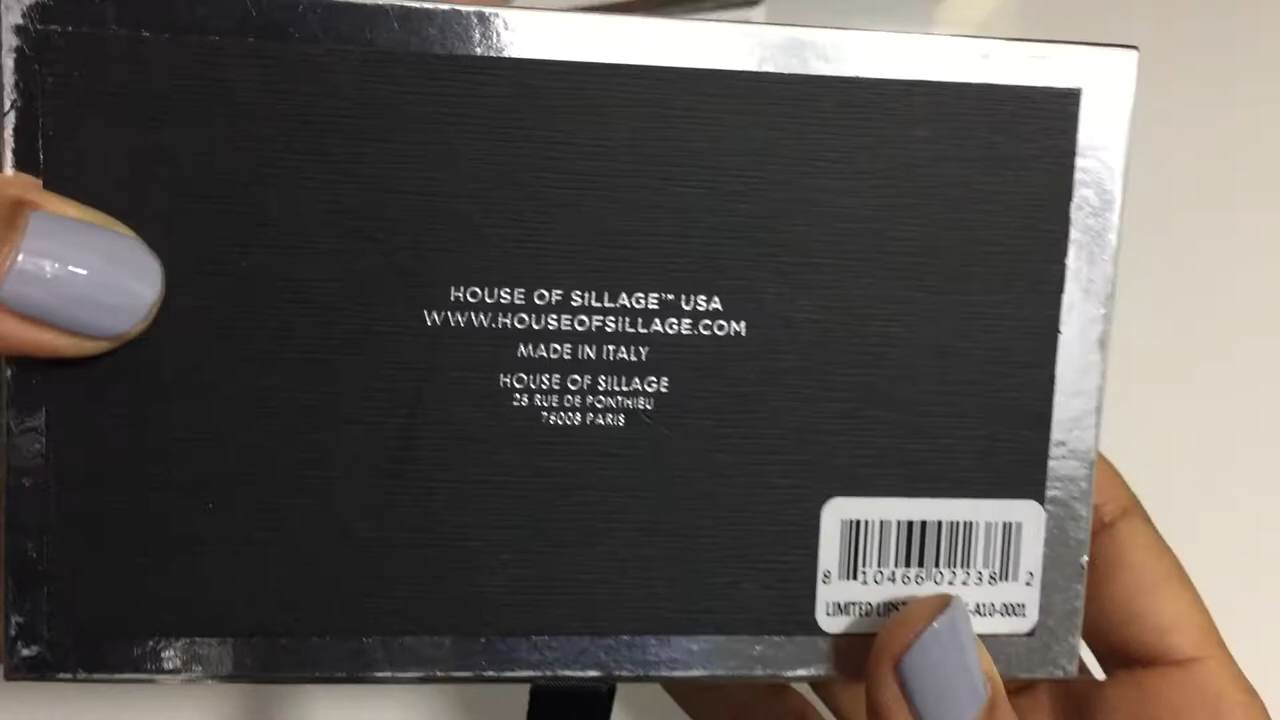 HOUSE OF SILLAGE™ USA
WWW.HOUSEOFSILLAGE.COM
MADE IN ITALY
HOUSE OF SILLAGE
25 RUE DE PONTHIEU
75008 PARIS
8 10466 02238 2
LIMITED -A10-0001